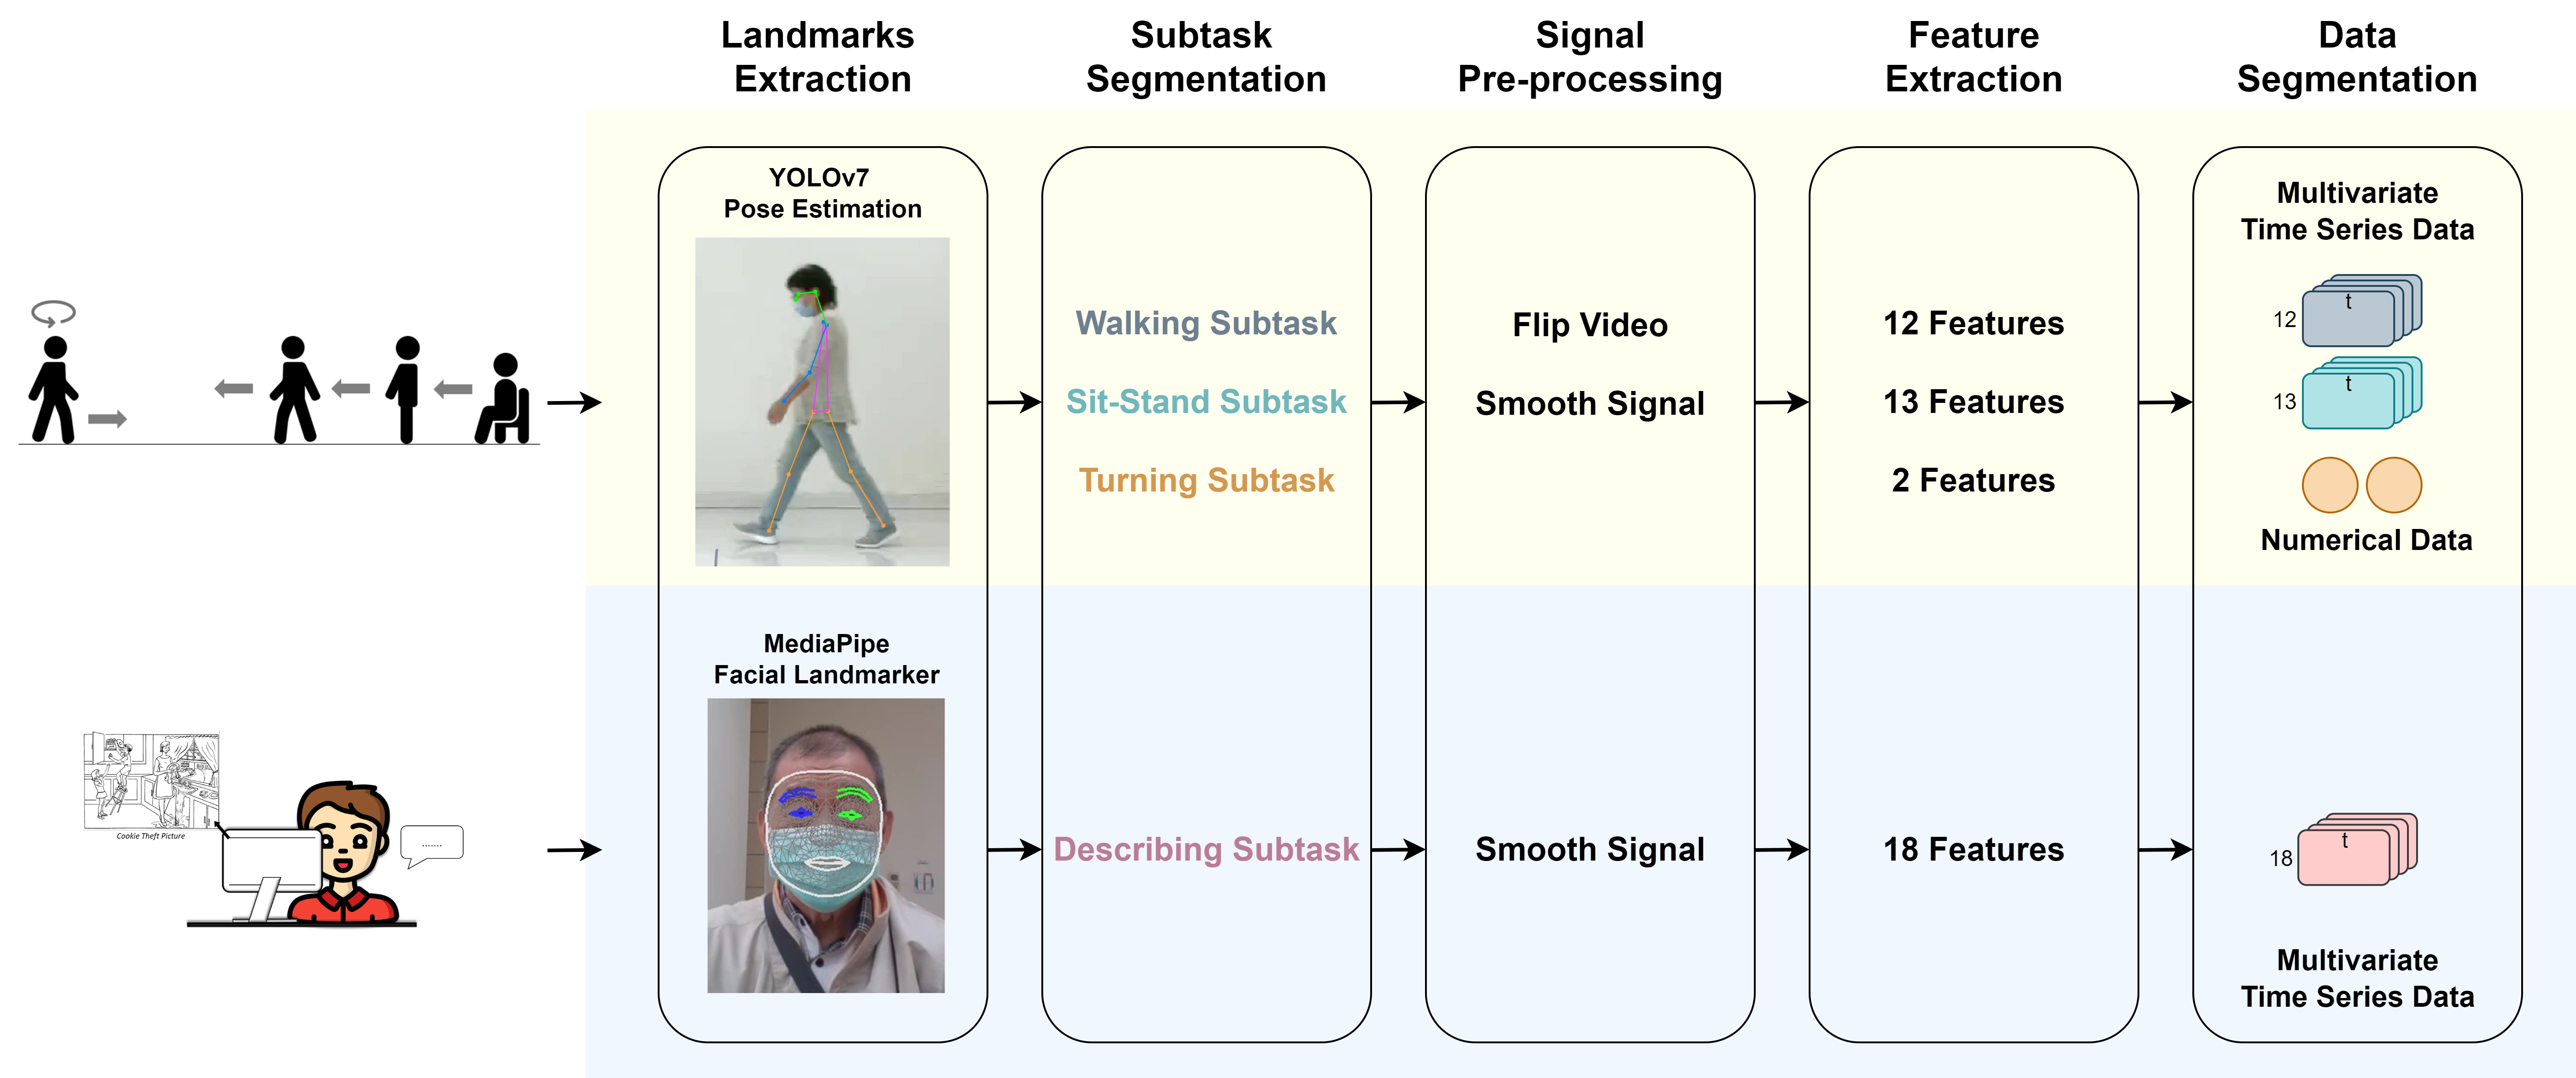 Landmarks
Extraction
Subtask
Segmentation
Signal
Pre-processing
Feature
Extraction
Data
Segmentation
YOLOv7
Pose Estimation
Walking Subtask
Sit-Stand Subtask
Turning Subtask
Flip Video
Smooth Signal
12 Features
13 Features
2 Features
Multivariate
Time Series Data
12
t
13
t
Numerical Data
Cookie Theft Picture
.......
MediaPipe
Facial Landmarker
Describing Subtask
Smooth Signal
18 Features
18
t
Multivariate
Time Series Data